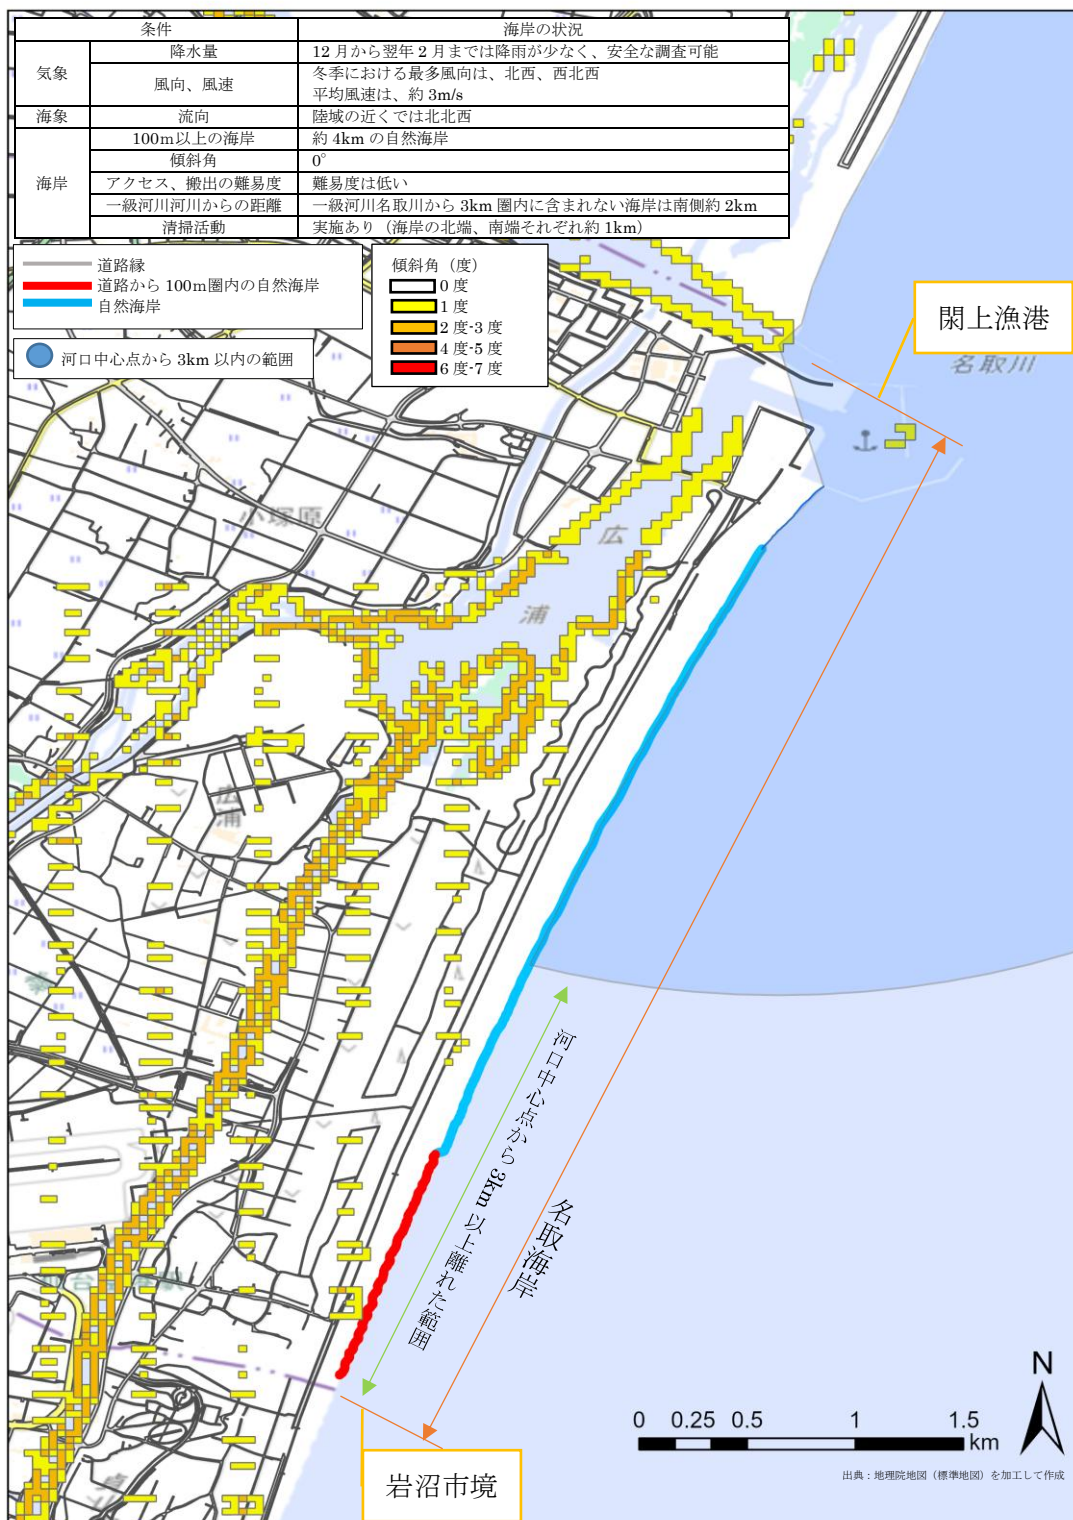 条件 海岸の状況
気象 降水量 12月から翌年2月までは降雨が少なく、安全な調査可能
風向、風速 冬季における最多風向は、北西、西北西
平均風速は、約3m/s
海象 流向 陸域の近くでは北北西
海岸 100m以上の海岸 約4kmの自然海岸
傾斜角 0°
アクセス、搬出の難易度 難易度は低い
一級河川河川からの距離 一級河川名取川から3km圏内に含まれない海岸は南側約2km
清掃活動 実施あり（海岸の北端、南端それぞれ約1km）
道路縁
道路から100m圏内の自然海岸
自然海岸
河口中心点から3km以内の範囲
傾斜角（度）
0度
1度
2度-3度
4度-5度
6度-7度
閖上漁港
名取川
小塚原
広
浦
広浦
河口中心点から3km以上離れた範囲
名取海岸
岩沼市境
0 0.25 0.5 1 1.5
km
N
出典：地理院地図（標準地図）を加工して作成